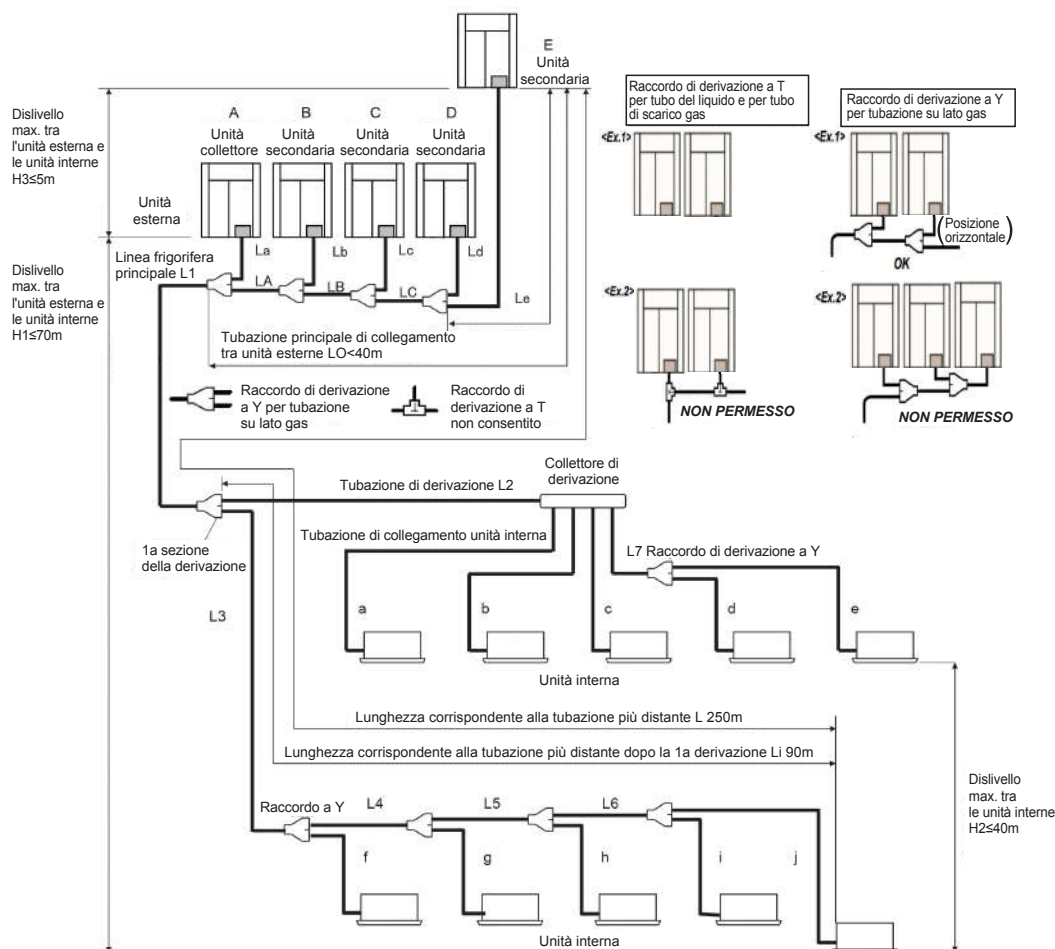 E
Unità
secondaria
Dislivello
max. tra
l'unità esterna e
le unità interne
H3≤5m
A
Unità
collettore
B
Unità
secondaria
C
Unità
secondaria
D
Unità
secondaria
Unità
esterna
Raccordo di derivazione a T
per tubo del liquido e per tubo
di scarico gas
Raccordo di derivazione a Y
per tubazione su lato gas
<Ex.1>
<Ex.1>
(Posizione
orizzontale)
OK
Dislivello
max. tra
l'unità esterna e
le unità interne
H1≤70m
Linea frigorifera
principale L1
La
Lb
Lc
Ld
LA
LB
LC
Le
Tubazione principale di collegamento
tra unità esterne LO<40m
<Ex.2>
<Ex.2>
NON PERMESSO
NON PERMESSO
Raccordo di derivazione
a Y per tubazione
su lato gas
Raccordo di
derivazione a T
non consentito
Collettore di
derivazione
Tubazione di derivazione L2
1a sezione
della derivazione
Tubazione di collegamento unità interna
L7 Raccordo di derivazione a Y
L3
a
b
c
d
e
Unità interna
Lunghezza corrispondente alla tubazione più distante L 250m
Lunghezza corrispondente alla tubazione più distante dopo la 1a derivazione Li 90m
Dislivello
max. tra
le unità interne
H2≤40m
Raccordo a Y
L4
L5
L6
f
g
h
i
j
Unità interna